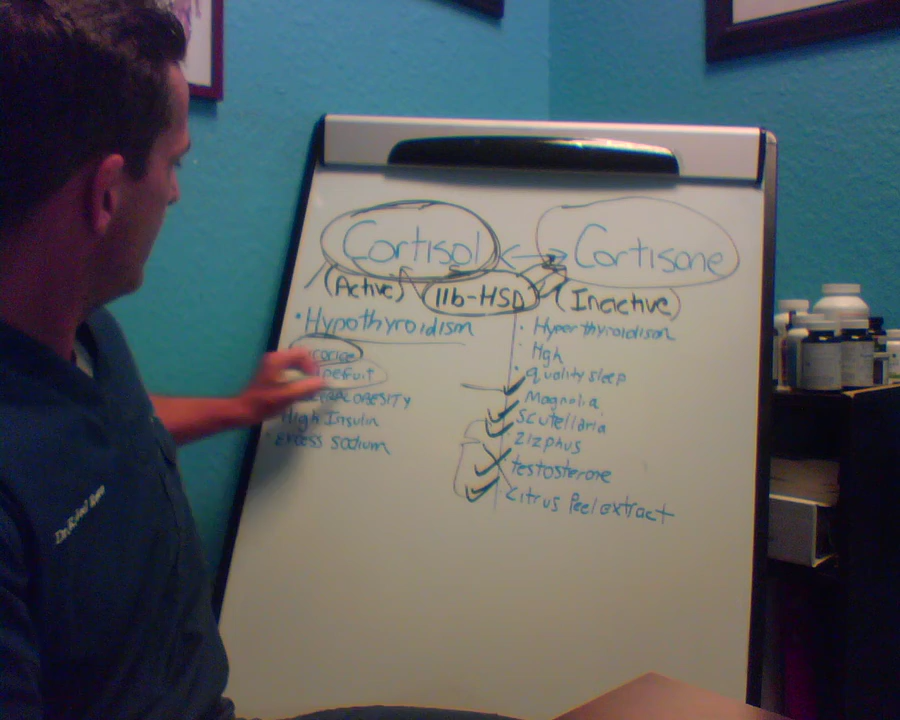 Cortisol <-> Cortisone
(Active) 11b-HSD (Inactive)
• Hypothyroidism
High Insulin
• Excess sodium
• Hyperthyroidism
• Hgh
• quality sleep
Magnolia
Scutellaria
Zizphus
testosterone
Citrus Peel extract